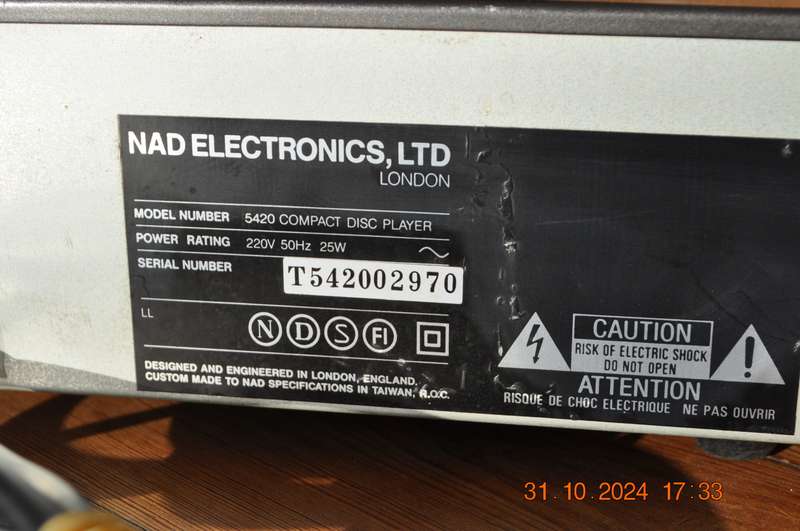 NAD ELECTRONICS, LTD
LONDON
MODEL NUMBER 5420 COMPACT DISC PLAYER
POWER RATING 220V 50Hz 25W ~
SERIAL NUMBER T542002970
LL
N D S FI
DESIGNED AND ENGINEERED IN LONDON, ENGLAND.
CUSTOM MADE TO NAD SPECIFICATIONS IN TAIWAN, R.O.C.
CAUTION
RISK OF ELECTRIC SHOCK
DO NOT OPEN
ATTENTION
RISQUE DE CHOC ELECTRIQUE NE PAS OUVRIR
31.10.2024 17:33